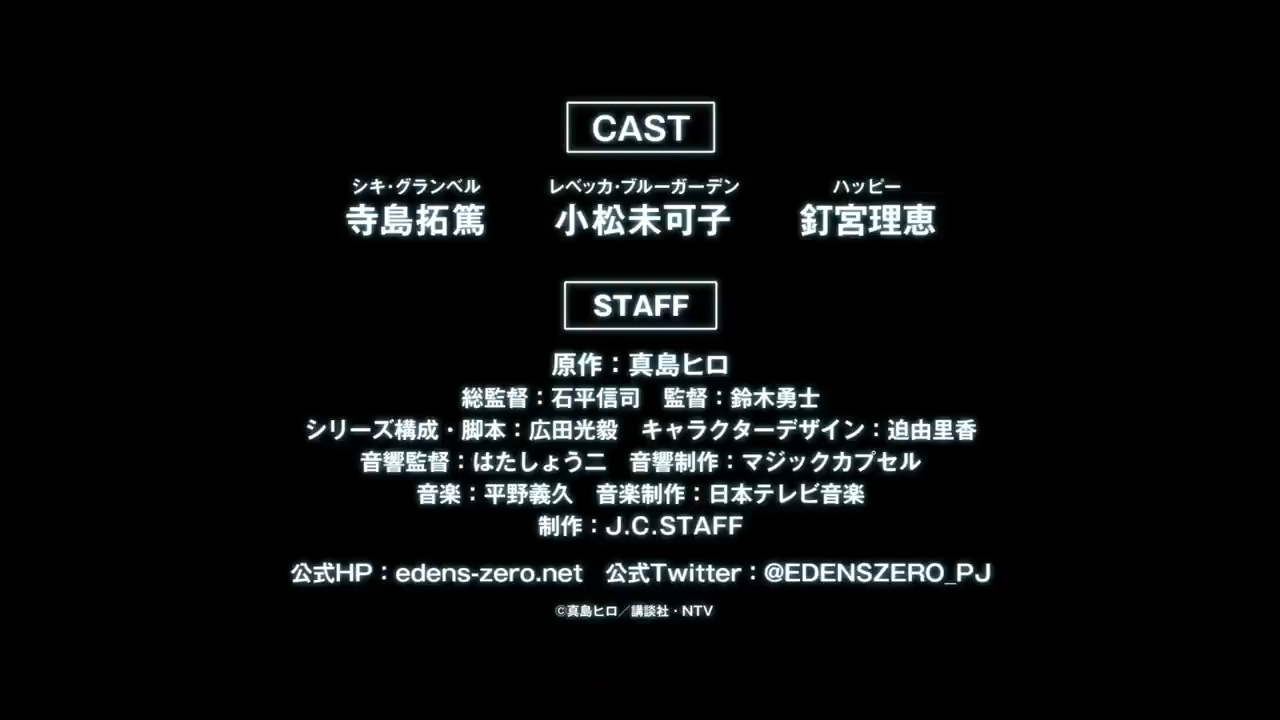 CAST
シキ・グランベル　レベッカ・ブルーガーデン　ハッピー
寺島拓篤　小松未可子　釘宮理恵
STAFF
原作：真島ヒロ
総監督：石平信司　監督：鈴木勇士
シリーズ構成・脚本：広田光毅　キャラクターデザイン：迫由里香
音響監督：はたしょう二　音響制作：マジックカプセル
音楽：平野義久　音楽制作：日本テレビ音楽
制作：J.C.STAFF
公式HP：edens-zero.net　公式Twitter：@EDENSZERO_PJ
©真島ヒロ／講談社・NTV